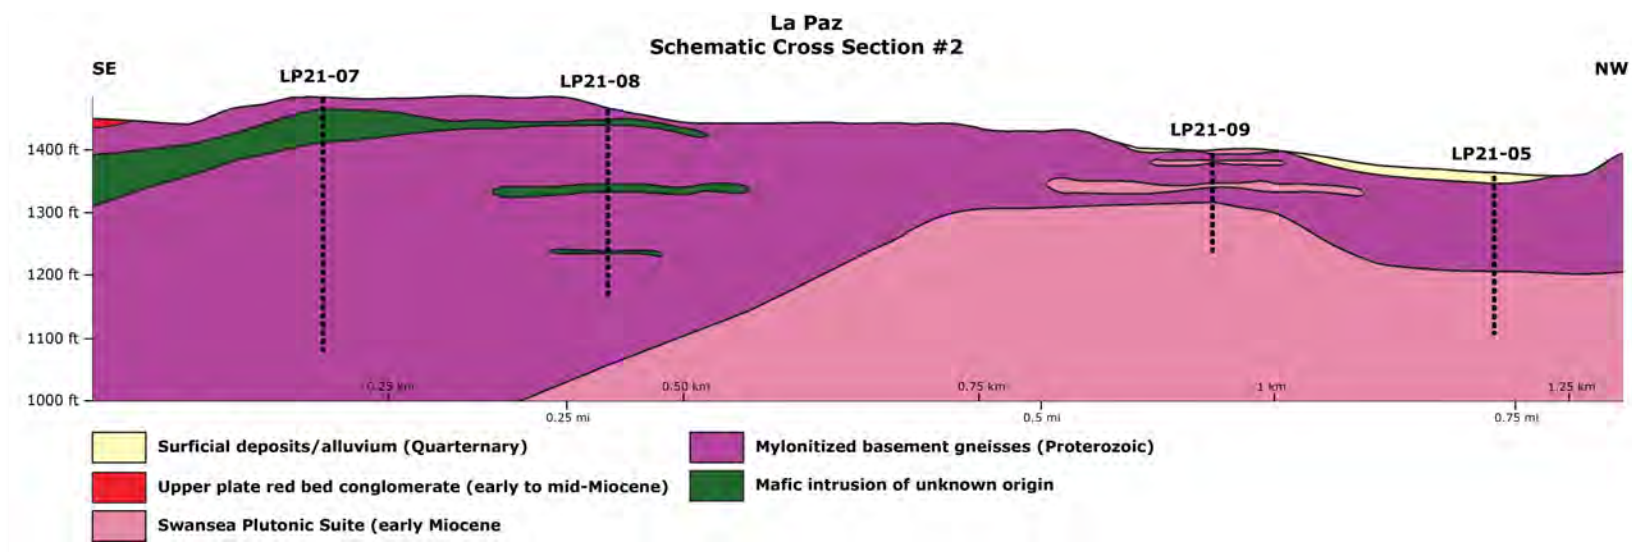 La Paz
Schematic Cross Section #2
SE
NW
LP21-07
LP21-08
LP21-09
LP21-05
1400 ft
1300 ft
1200 ft
1100 ft
1000 ft
0.25 km
0.50 km
0.75 km
1 km
1.25 km
0.25 mi
0.5 mi
0.75 mi
Surficial deposits/alluvium (Quarternary)
Mylonitized basement gneisses (Proterozoic)
Upper plate red bed conglomerate (early to mid-Miocene)
Mafic intrusion of unknown origin
Swansea Plutonic Suite (early Miocene